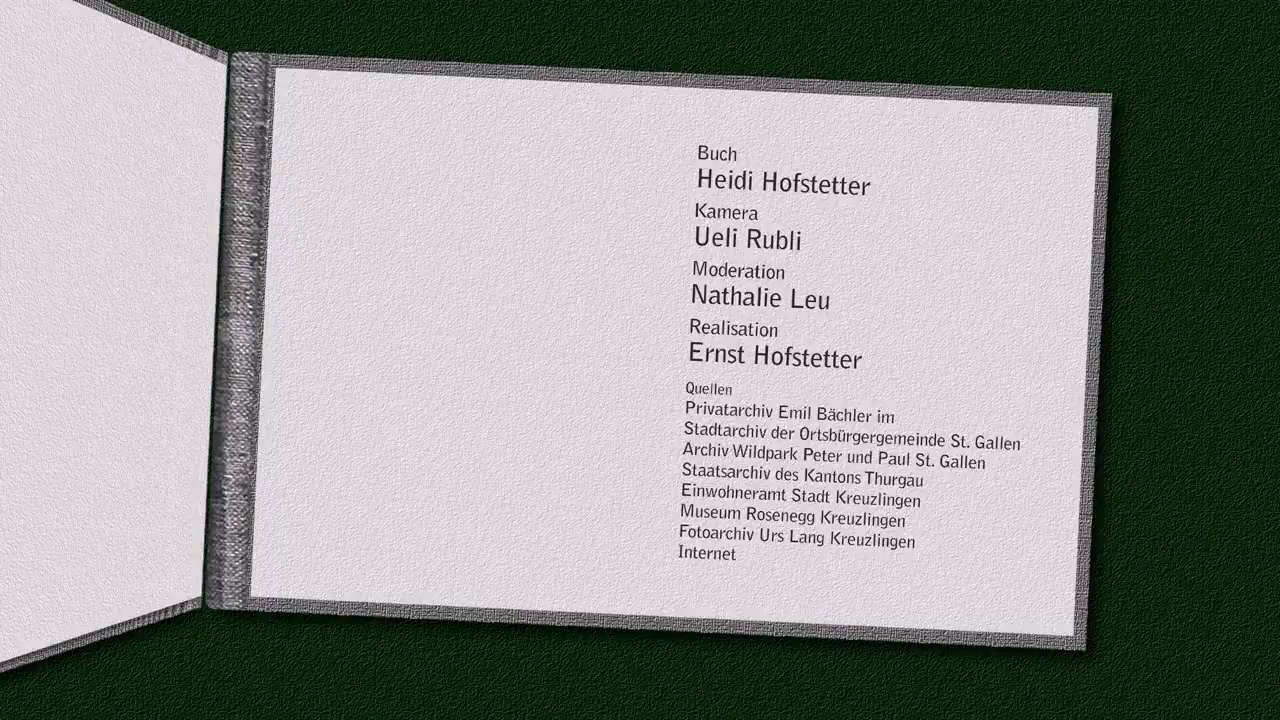 Buch
Heidi Hofstetter
Kamera
Ueli Rubli
Moderation
Nathalie Leu
Realisation
Ernst Hofstetter
Quellen
Privatarchiv Emil Bächler im
Stadtarchiv der Ortsbürgergemeinde St. Gallen
Archiv Wildpark Peter und Paul St. Gallen
Staatsarchiv des Kantons Thurgau
Einwohneramt Stadt Kreuzlingen
Museum Rosenegg Kreuzlingen
Fotoarchiv Urs Lang Kreuzlingen
Internet